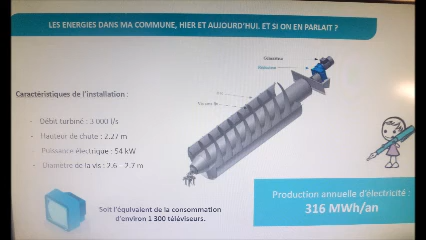 LES ENERGIES DANS MA COMMUNE, HIER ET AUJOURD'HUI. ET SI ON EN PARLAIT ?
Caractéristiques de l'installation :
- Débit turbiné : 3 000 l/s
- Hauteur de chute : 2.27 m
- Puissance électrique : 54 kW
- Diamètre de la vis : 2.6 - 2.7 m
Soit l'équivalent de la consommation
d'environ 1 300 téléviseurs.
Production annuelle d'électricité :
316 MWh/an